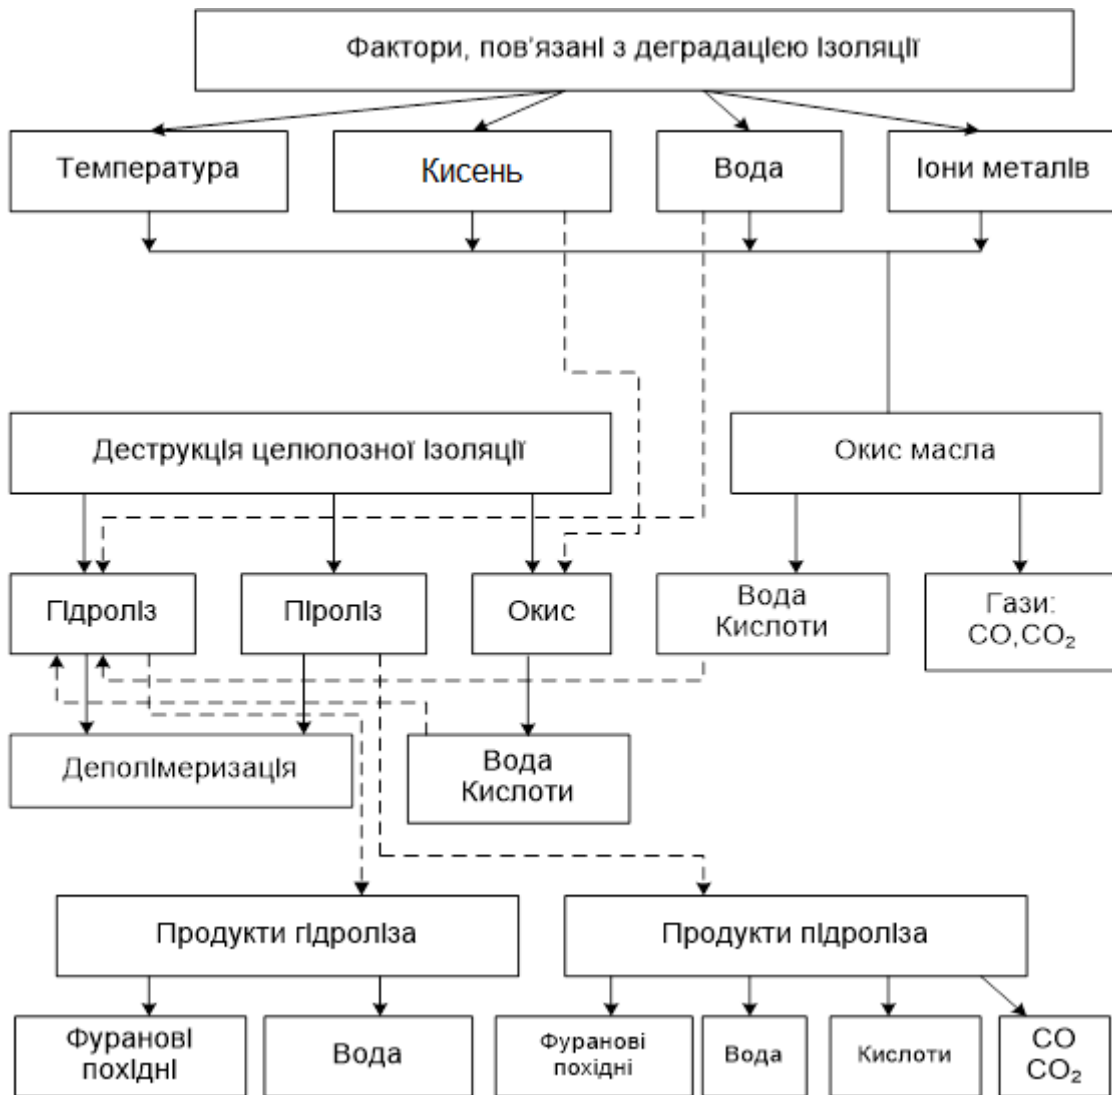 Фактори, пов'язані з деградацією ізоляції
Температура
Кисень
Вода
Іони металів
Деструкція целюлозної ізоляції
Окис масла
Гідроліз
Піроліз
Окис
Вода
Кислоти
Гази:
CO,CO₂
Деполімеризація
Вода
Кислоти
Продукти гідроліза
Продукти підроліза
Фуранові
похідні
Вода
Фуранові
похідні
Вода
Кислоти
CO
CO₂